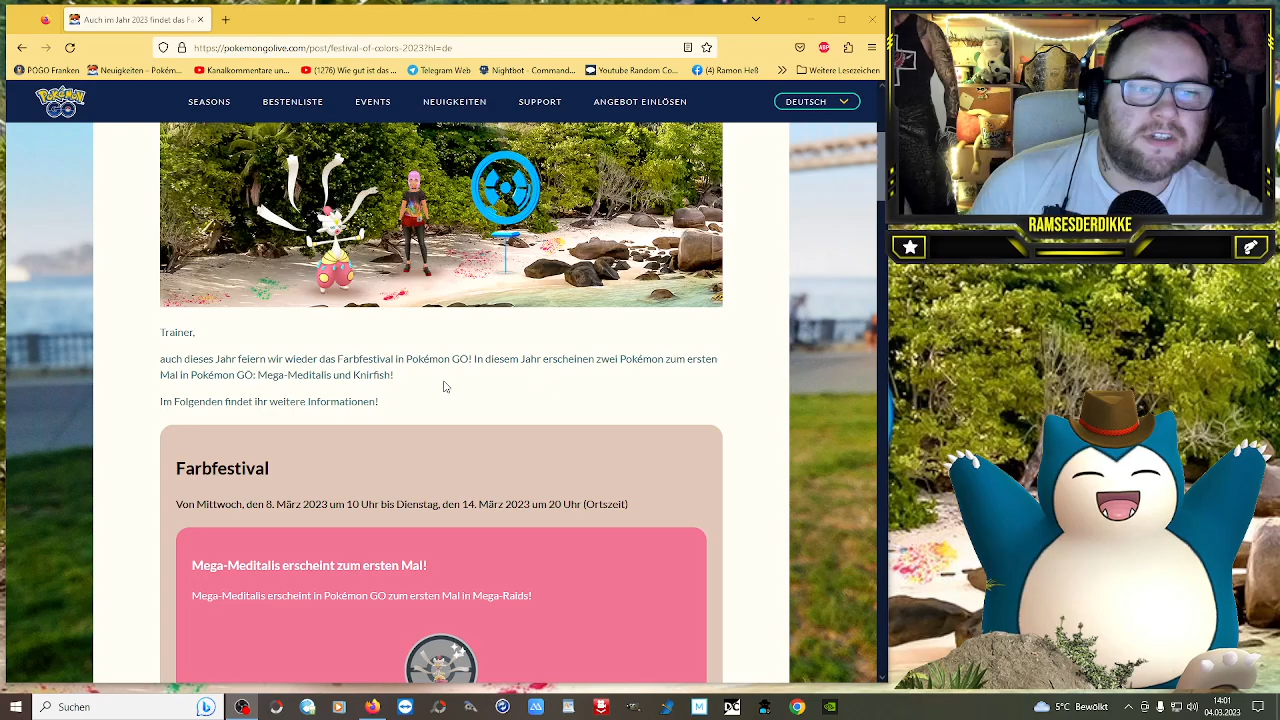 Auch im Jahr 2023 findet das Fa
https://pokemongolive.com/post/festival-of-colors-2023?hl=de
POGO Franken
Neuigkeiten – Pokém...
Kanalkommentare un...
(1276) Wie gut ist das ...
Telegram Web
Nightbot - Comman...
Youtube Random Co...
(4) Ramon Heß
Weitere Lesezeichen
Pokémon GO
SEASONS
BESTENLISTE
EVENTS
NEUIGKEITEN
SUPPORT
ANGEBOT EINLÖSEN
DEUTSCH
Trainer,
auch dieses Jahr feiern wir wieder das Farbfestival in Pokémon GO! In diesem Jahr erscheinen zwei Pokémon zum ersten
Mal in Pokémon GO: Mega-Meditalis und Knirfish!
Im Folgenden findet ihr weitere Informationen!
Farbfestival
Von Mittwoch, den 8. März 2023 um 10 Uhr bis Dienstag, den 14. März 2023 um 20 Uhr (Ortszeit)
Mega-Meditalis erscheint zum ersten Mal!
Mega-Meditalis erscheint in Pokémon GO zum ersten Mal in Mega-Raids!
RAMSESDERDIKKE
Suchen
5°C Bewölkt
14:01
04.03.2023